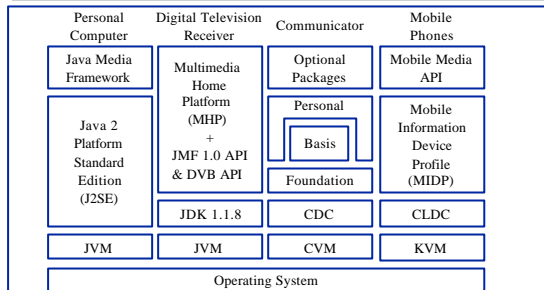 Personal
Computer
Digital Television
Receiver
Communicator
Mobile
Phones
Java Media
Framework
Java 2
Platform
Standard
Edition
(J2SE)
JVM
Multimedia
Home
Platform
(MHP)
+
JMF 1.0 API
& DVB API
JDK 1.1.8
JVM
Optional
Packages
Personal
Basis
Foundation
CDC
CVM
Mobile Media
API
Mobile
Information
Device
Profile
(MIDP)
CLDC
KVM
Operating System